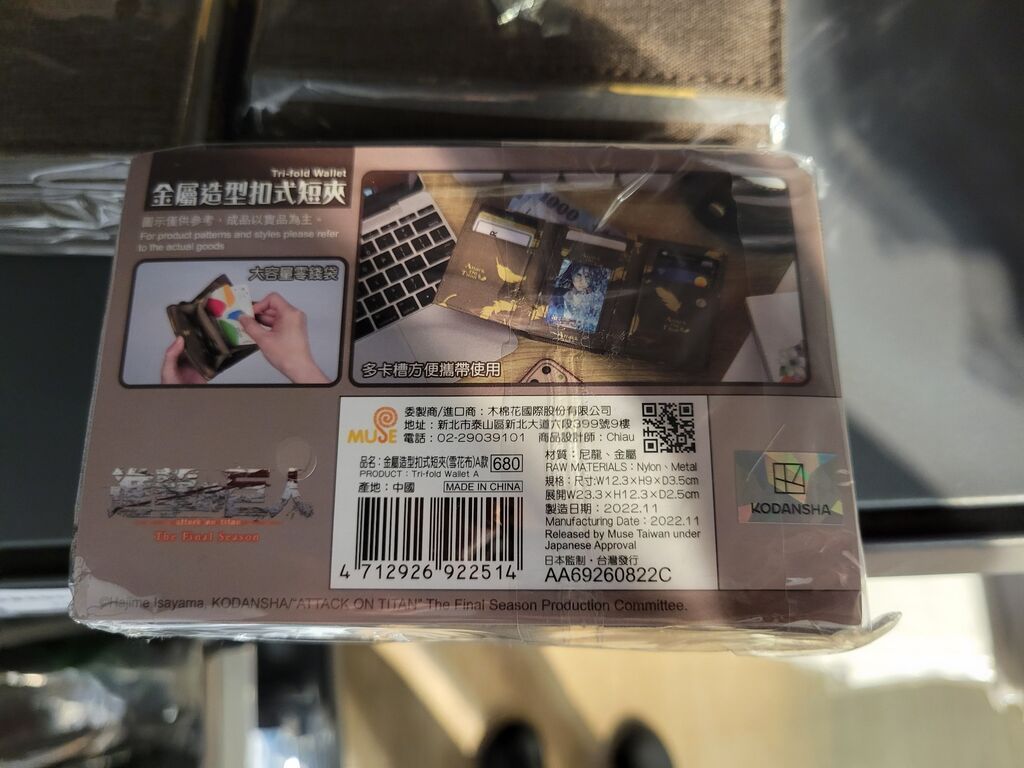 Tri-fold Wallet
金屬造型扣式短夾
圖示僅供參考，成品以實品為主。
For product patterns and styles please refer
to the actual goods
大容量零錢袋
1000
ATTACK
ON
TITAN
多卡槽方便攜帶使用
MUSE
委製商/進口商：木棉花國際股份有限公司
地址：新北市泰山區新北大道六段399號9樓
電話：02-29039101 商品設計師：Chiau
品名：金屬造型扣式短夾(雪花布)A款 680
PRODUCT：Tri-fold Wallet A
產地：中國 MADE IN CHINA
4 712926 922514
材質：尼龍、金屬
RAW MATERIALS：Nylon、Metal
規格：尺寸:W12.3xH9xD3.5cm
展開W23.3×H12.3×D2.5cm
製造日期：2022.11
Manufacturing Date：2022.11
Released by Muse Taiwan under
Japanese Approval
日本監制・台灣發行
AA69260822C
進撃の巨人
attack on titan
The Final Season
KODANSHA
©Hajime Isayama, KODANSHA/"ATTACK ON TITAN" The Final Season Production Committee.